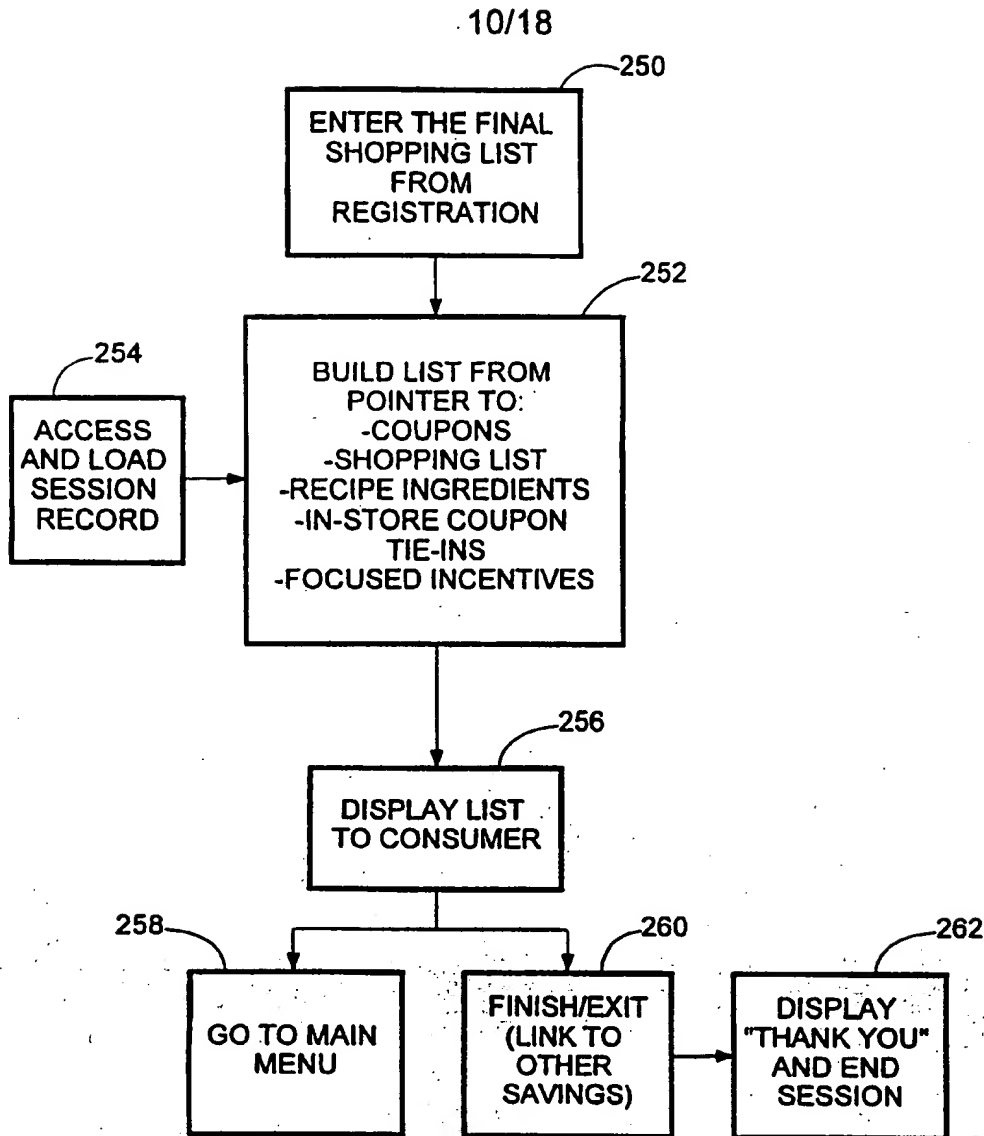 10/18
250
ENTER THE FINAL
SHOPPING LIST
FROM
REGISTRATION
252
BUILD LIST FROM
POINTER TO:
-COUPONS
-SHOPPING LIST
-RECIPE INGREDIENTS
-IN-STORE COUPON
TIE-INS
-FOCUSED INCENTIVES
254
ACCESS
AND LOAD
SESSION
RECORD
256
DISPLAY LIST
TO CONSUMER
258
GO TO MAIN
MENU
260
FINISH/EXIT
(LINK TO
OTHER
SAVINGS)
262
DISPLAY
"THANK YOU"
AND END
SESSION